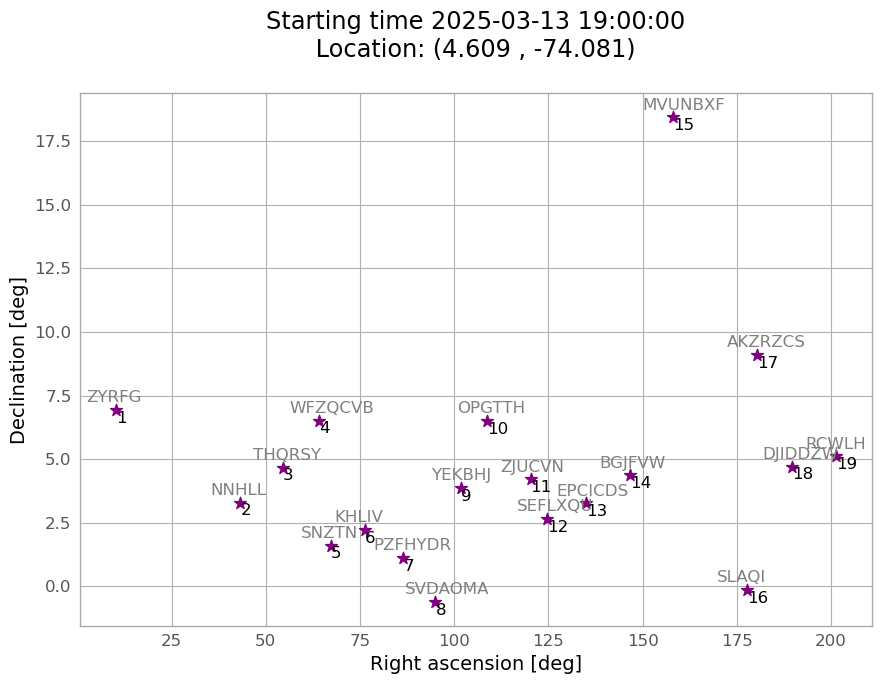 Starting time 2025-03-13 19:00:00
Location: (4.609 , -74.081)
MVUNBXF
15
17.5
15.0
12.5
10.0
AKZRZCS
17
7.5
ZYRFG
1
WFZQCVB
4
OPGTTH
10
RCWLH
19
5.0
THQRSY
3
DJIDDZW
18
BGJFVW
14
ZJUCVN
11
YEKBHJ
9
NNHLL
2
EPCICDS
13
2.5
12
KHLIV
6
SNZTN
5
PZFHYDR
7
SLAQI
16
0.0
SVDAOMA
8
25
50
75
100
125
150
175
200
Declination [deg]
Right ascension [deg]